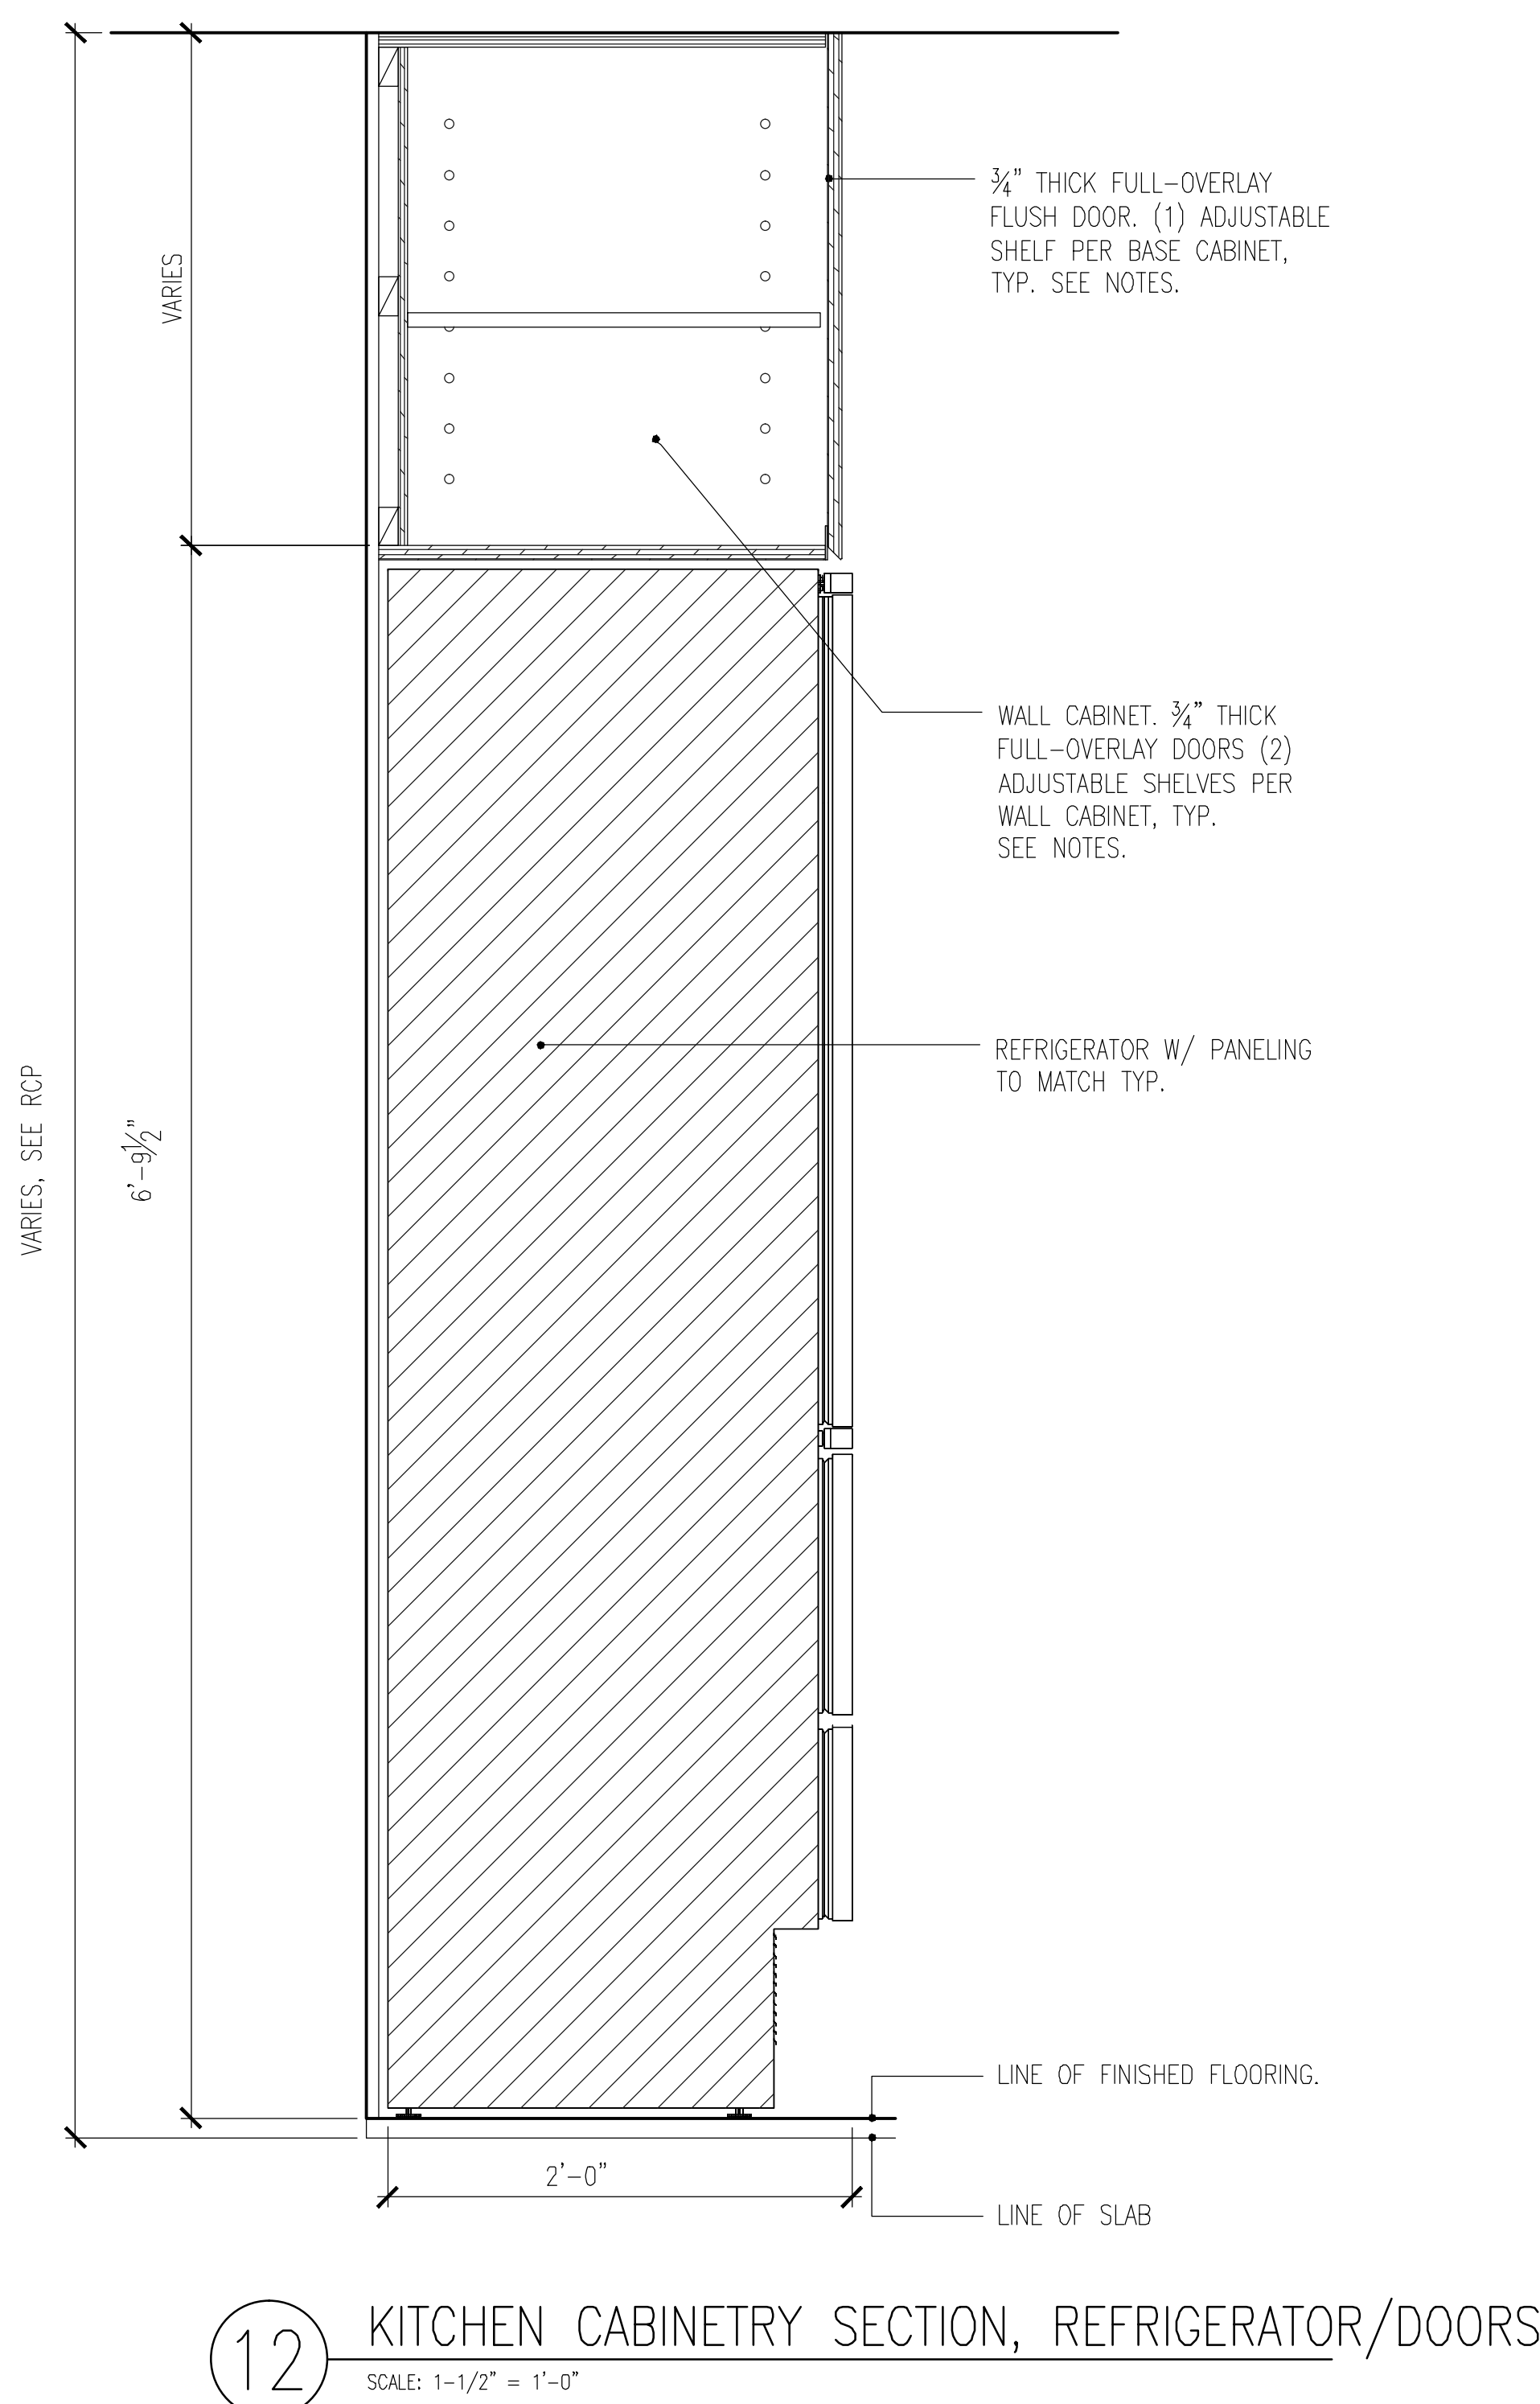 VARIES
¾” THICK FULL-OVERLAY
FLUSH DOOR. (1) ADJUSTABLE
SHELF PER BASE CABINET,
TYP. SEE NOTES.
WALL CABINET. ¾” THICK
FULL-OVERLAY DOORS (2)
ADJUSTABLE SHELVES PER
WALL CABINET, TYP.
SEE NOTES.
VARIES, SEE RCP
6’-9½”
REFRIGERATOR W/ PANELING
TO MATCH TYP.
LINE OF FINISHED FLOORING.
2’-0”
LINE OF SLAB
12
KITCHEN CABINETRY SECTION, REFRIGERATOR/DOORS
SCALE: 1-1/2” = 1’-0”